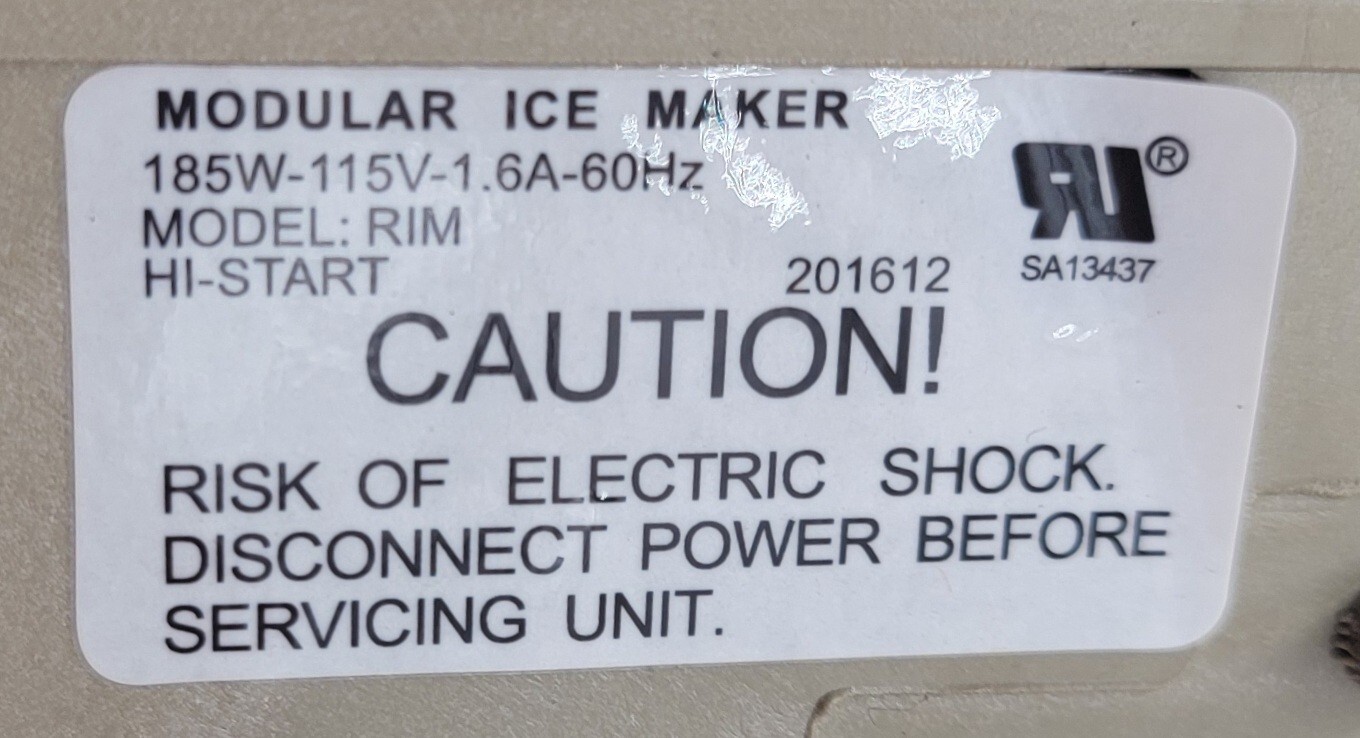 MODULAR ICE MAKER
185W-115V-1.6A-60Hz
MODEL: RIM
HI-START 201612
RU®
SA13437
CAUTION!
RISK OF ELECTRIC SHOCK.
DISCONNECT POWER BEFORE
SERVICING UNIT.